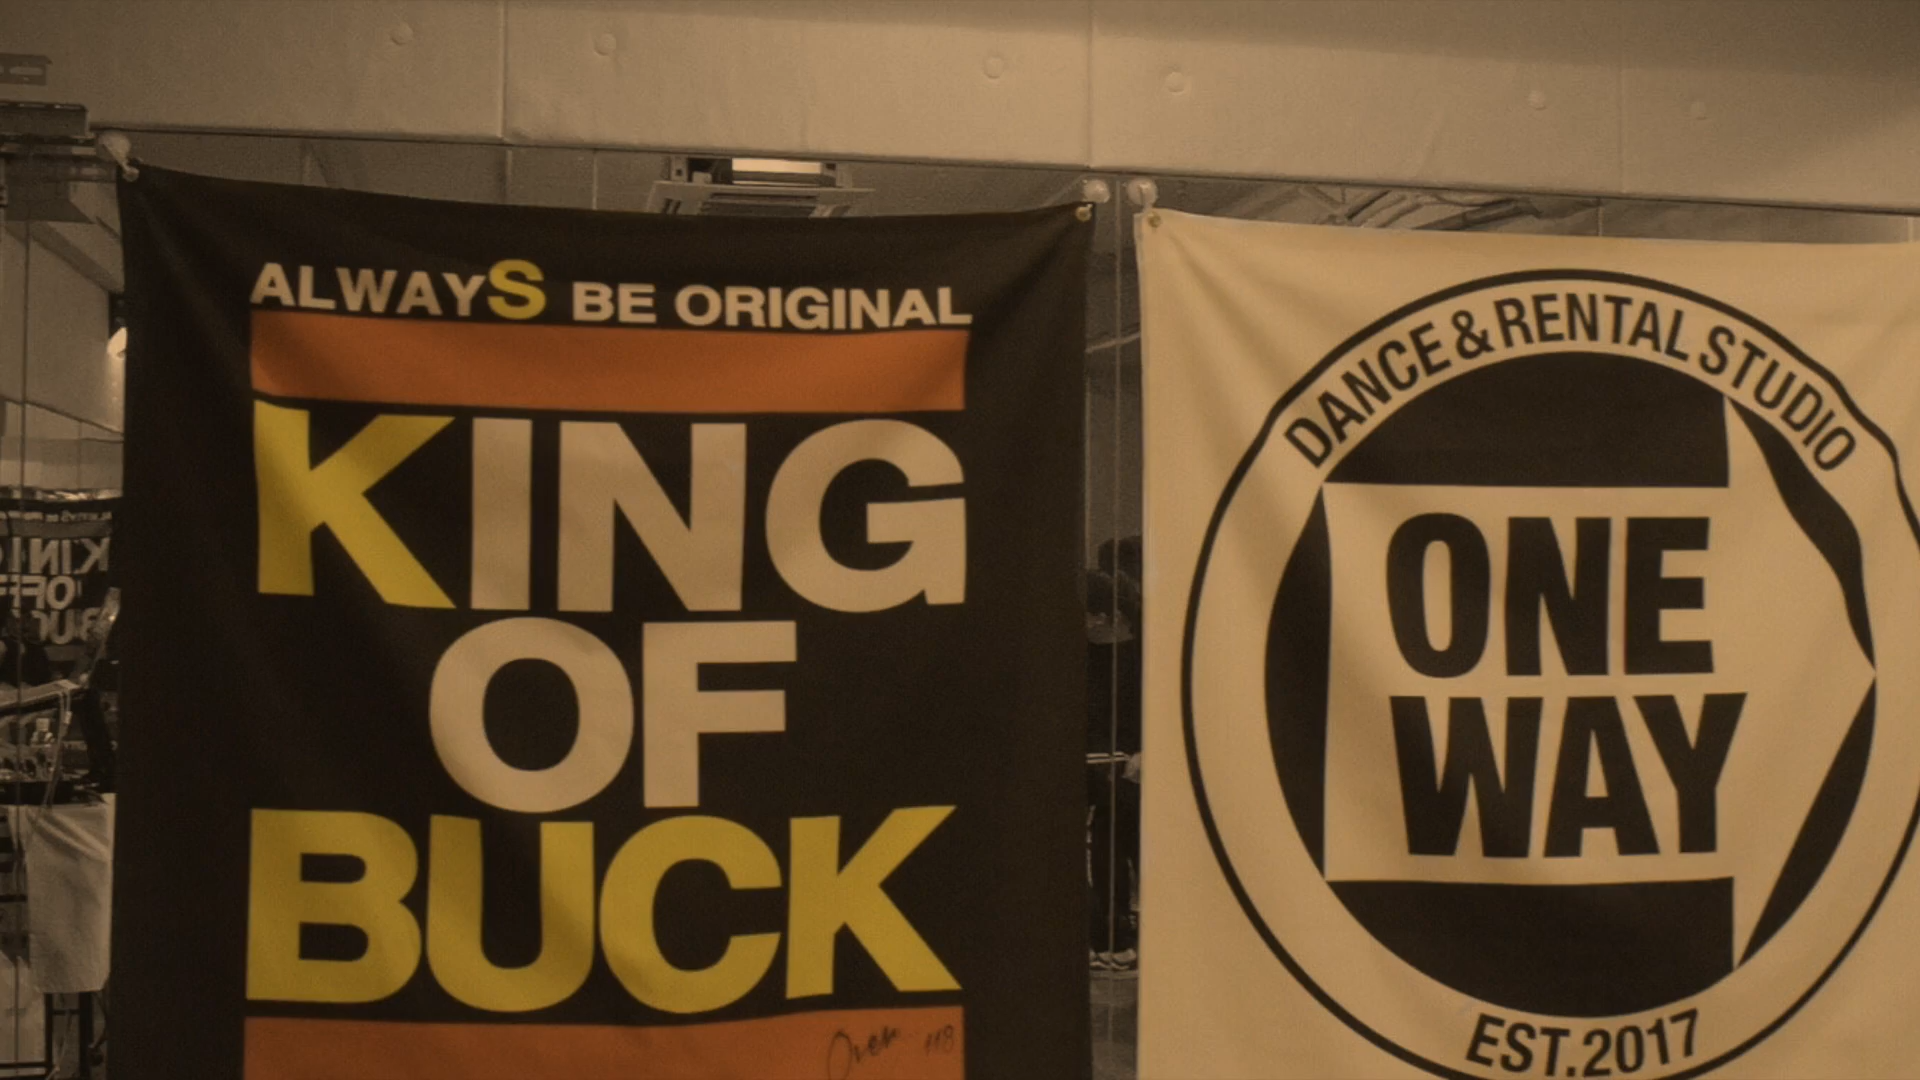 ALWAYS BE ORIGINAL
KING
OF
BUCK
DANCE & RENTAL STUDIO
ONE
WAY
EST.2017